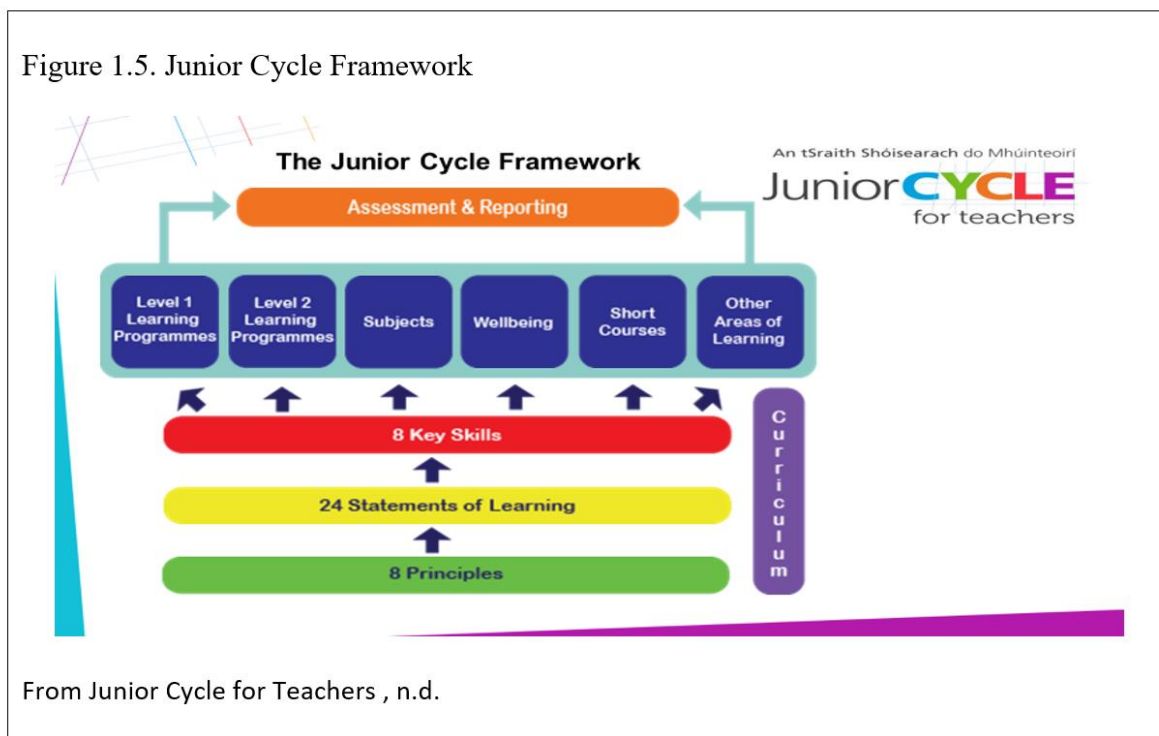 Figure 1.5. Junior Cycle Framework
An tSraith Shóisearach do Mhúinteoirí
JuniorCYCLE
for teachers
The Junior Cycle Framework
Assessment & Reporting
Level 1
Learning
Programmes
Level 2
Learning
Programmes
Subjects
Wellbeing
Short
Courses
Other
Areas of
Learning
8 Key Skills
24 Statements of Learning
8 Principles
Curriculum
From Junior Cycle for Teachers , n.d.